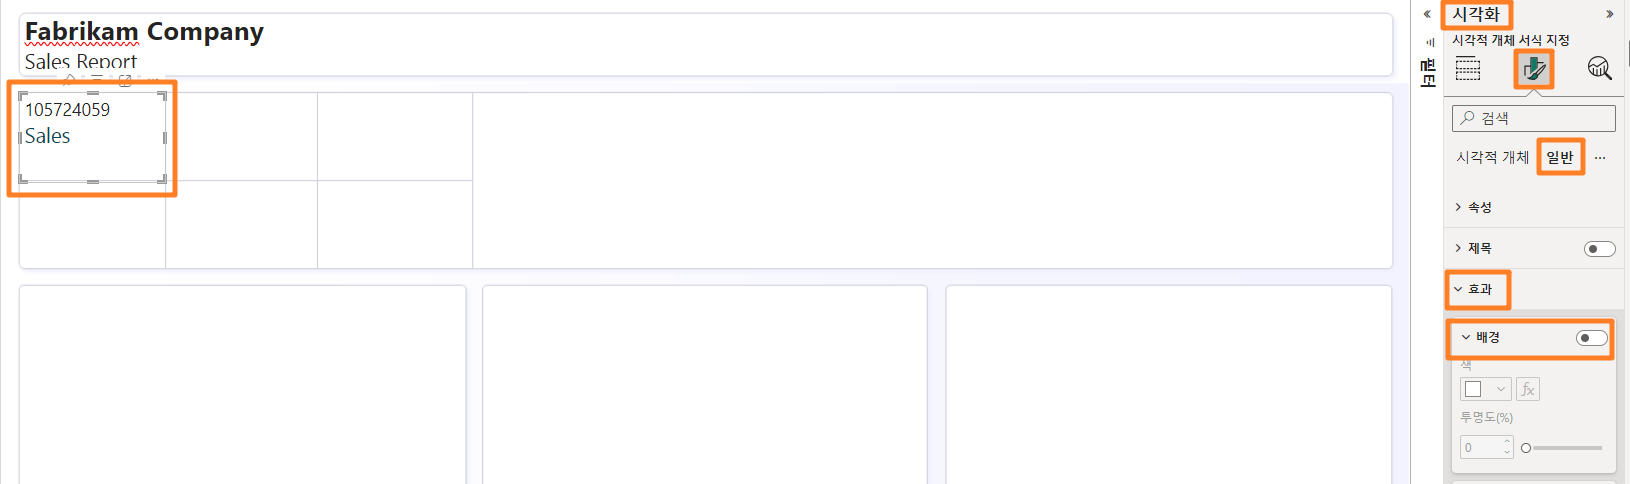 Fabrikam Company
Sales Report
105724059
Sales
필터
시각화
시각적 개체 서식 지정
검색
시각적 개체 일반 ...
속성
제목
효과
배경
색
fx
투명도(%)
0